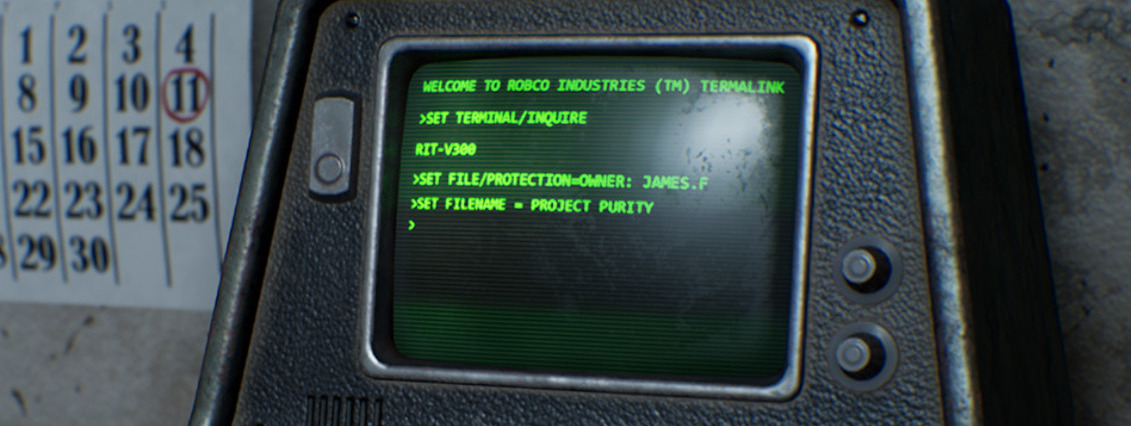 1 2 3 4
8 9 10 11
15 16 17 18
22 23 24 25
29 30
WELCOME TO ROBCO INDUSTRIES (TM) TERMALINK
>SET TERMINAL/INQUIRE
RIT-V300
>SET FILE/PROTECTION=OWNER: JAMES.F
>SET FILENAME = PROJECT PURITY
>